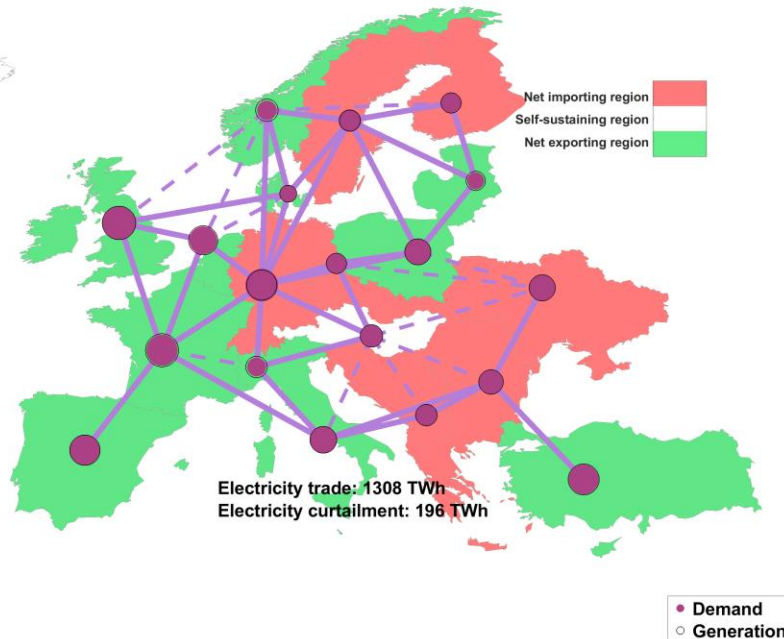 Net importing region
Self-sustaining region
Net exporting region
Electricity trade: 1308 TWh
Electricity curtailment: 196 TWh
Demand
Generation